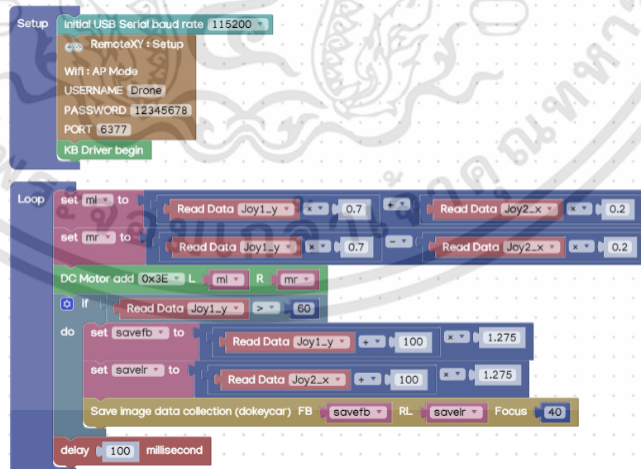 Setup
Initial USB Serial baud rate 115200
RemoteXY : Setup
Wifi : AP Mode
USERNAME Drone
PASSWORD 12345678
PORT 6377
KB Driver begin
Loop
set ml to Read Data Joy1_y × 0.7 + Read Data Joy2_x × 0.2
set mr to Read Data Joy1_y × 0.7 - Read Data Joy2_x × 0.2
DC Motor add 0x3E L ml R mr
if Read Data Joy1_y > 60
do set savefb to Read Data Joy1_y + 100 × 1.275
set savelr to Read Data Joy2_x + 100 × 1.275
Save image data collection (dokeycar) FB savefb RL savelr Focus 40
delay 100 millisecond